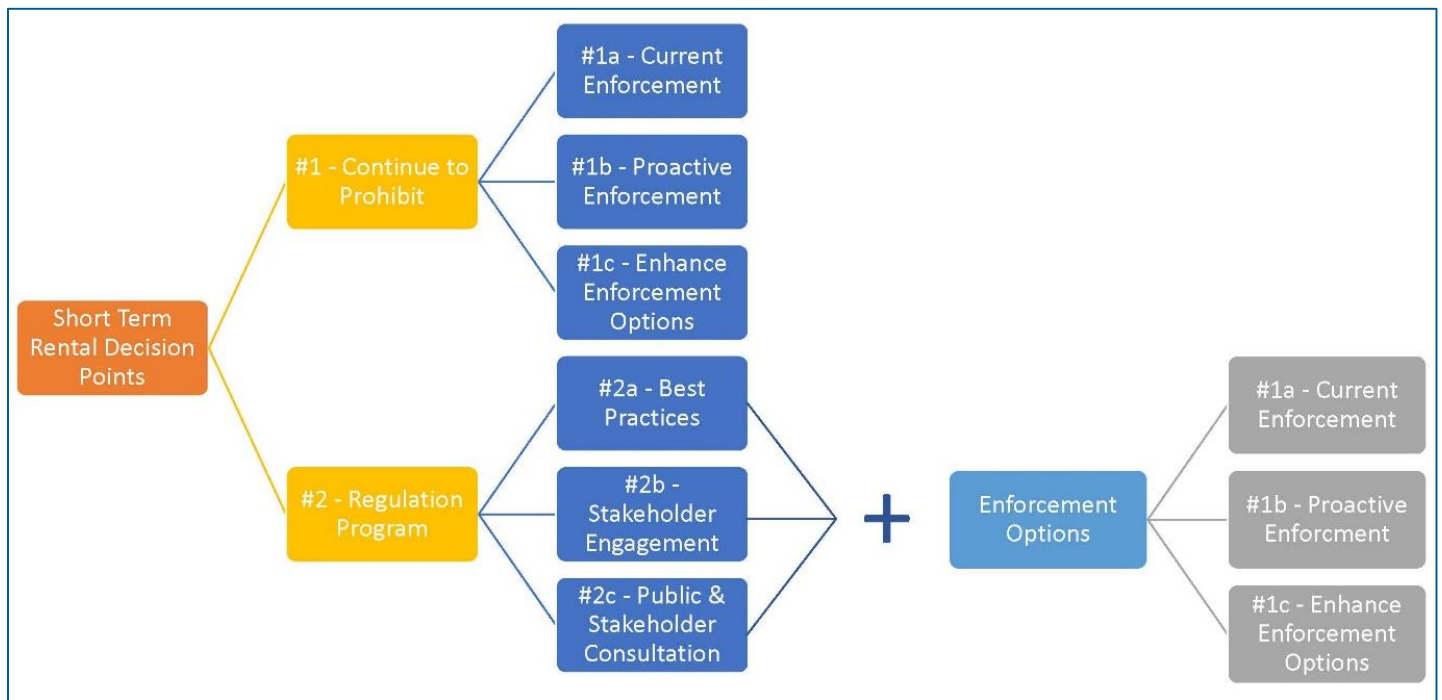 #1a - Current
Enforcement
#1 - Continue to
Prohibit
#1b - Proactive
Enforcement
#1c - Enhance
Enforcement
Options
Short Term
Rental Decision
Points
#2a - Best
Practices
#2 - Regulation
Program
#2b -
Stakeholder
Engagement
#2c - Public &
Stakeholder
Consultation
+
Enforcement
Options
#1a - Current
Enforcement
#1b - Proactive
Enforcment
#1c - Enhance
Enforcement
Options